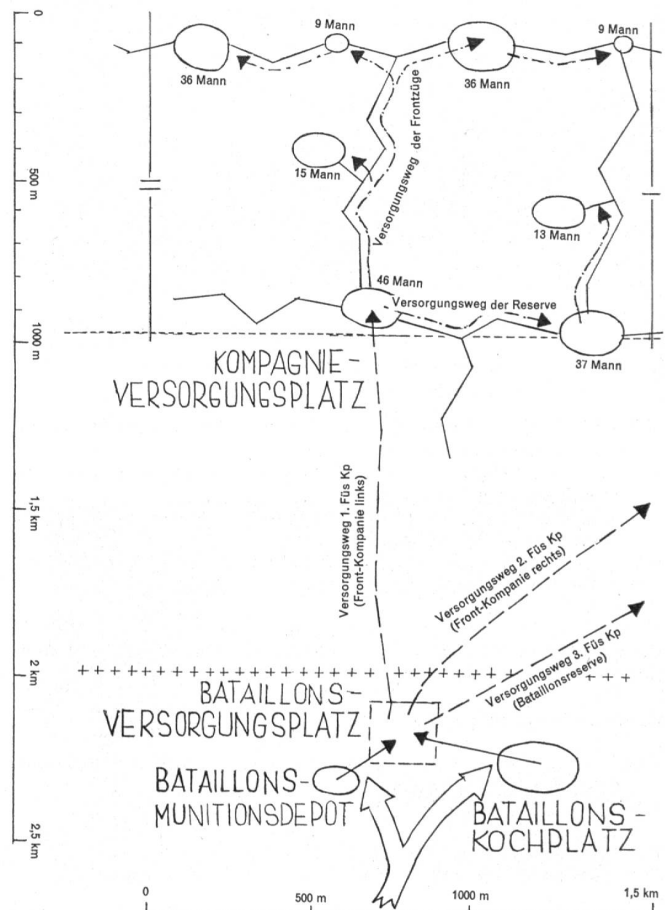 0
9 Mann
9 Mann
36 Mann
36 Mann
Versorgungsweg der Frontzüge
15 Mann
500 m
13 Mann
46 Mann
Versorgungsweg der Reserve
1000 m
37 Mann
KOMPAGNIE-
VERSORGUNGSPLATZ
Versorgungsweg 1. Füs Kp
(Front-Kompanie links)
1,5 km
Versorgungsweg 2. Füs Kp
(Front-Kompanie rechts)
Versorgungsweg 3. Füs Kp
(Bataillonsreserve)
2 km
BATAILLONS-
VERSORGUNGSPLATZ
BATAILLONS-
MUNITIONSDEPOT
BATAILLONS-
KOCHPLATZ
2,5 km
0
500 m
1000 m
1,5 km